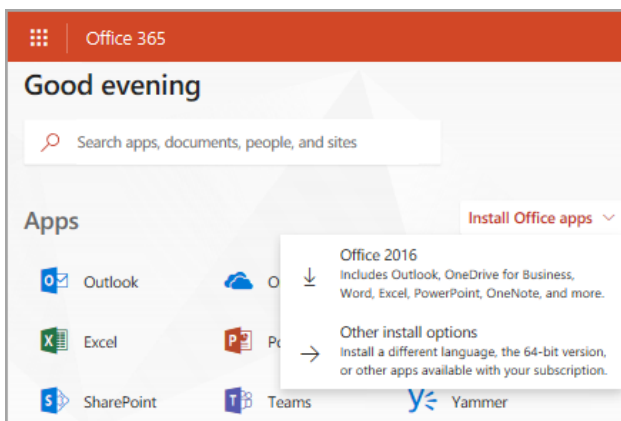 Office 365
Good evening
Search apps, documents, people, and sites
Apps
Install Office apps
Office 2016
Includes Outlook, OneDrive for Business,
Word, Excel, PowerPoint, OneNote, and more.
Other install options
Install a different language, the 64-bit version,
or other apps available with your subscription.
Outlook
O
Excel
SharePoint
Teams
Yammer